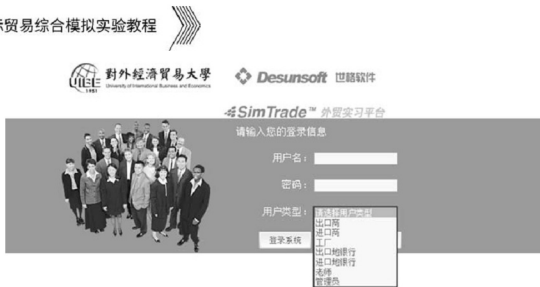 际贸易综合模拟实验教程
UIBE
1951
對外經濟貿易大學
University of International Business and Economics
Desunsoft 世格软件
SimTrade™ 外贸实习平台
请输入您的登录信息
用户名：
密码：
用户类型：
请选择用户类型
出口商
进口商
工厂
出口地银行
进口地银行
老师
管理员
登录系统